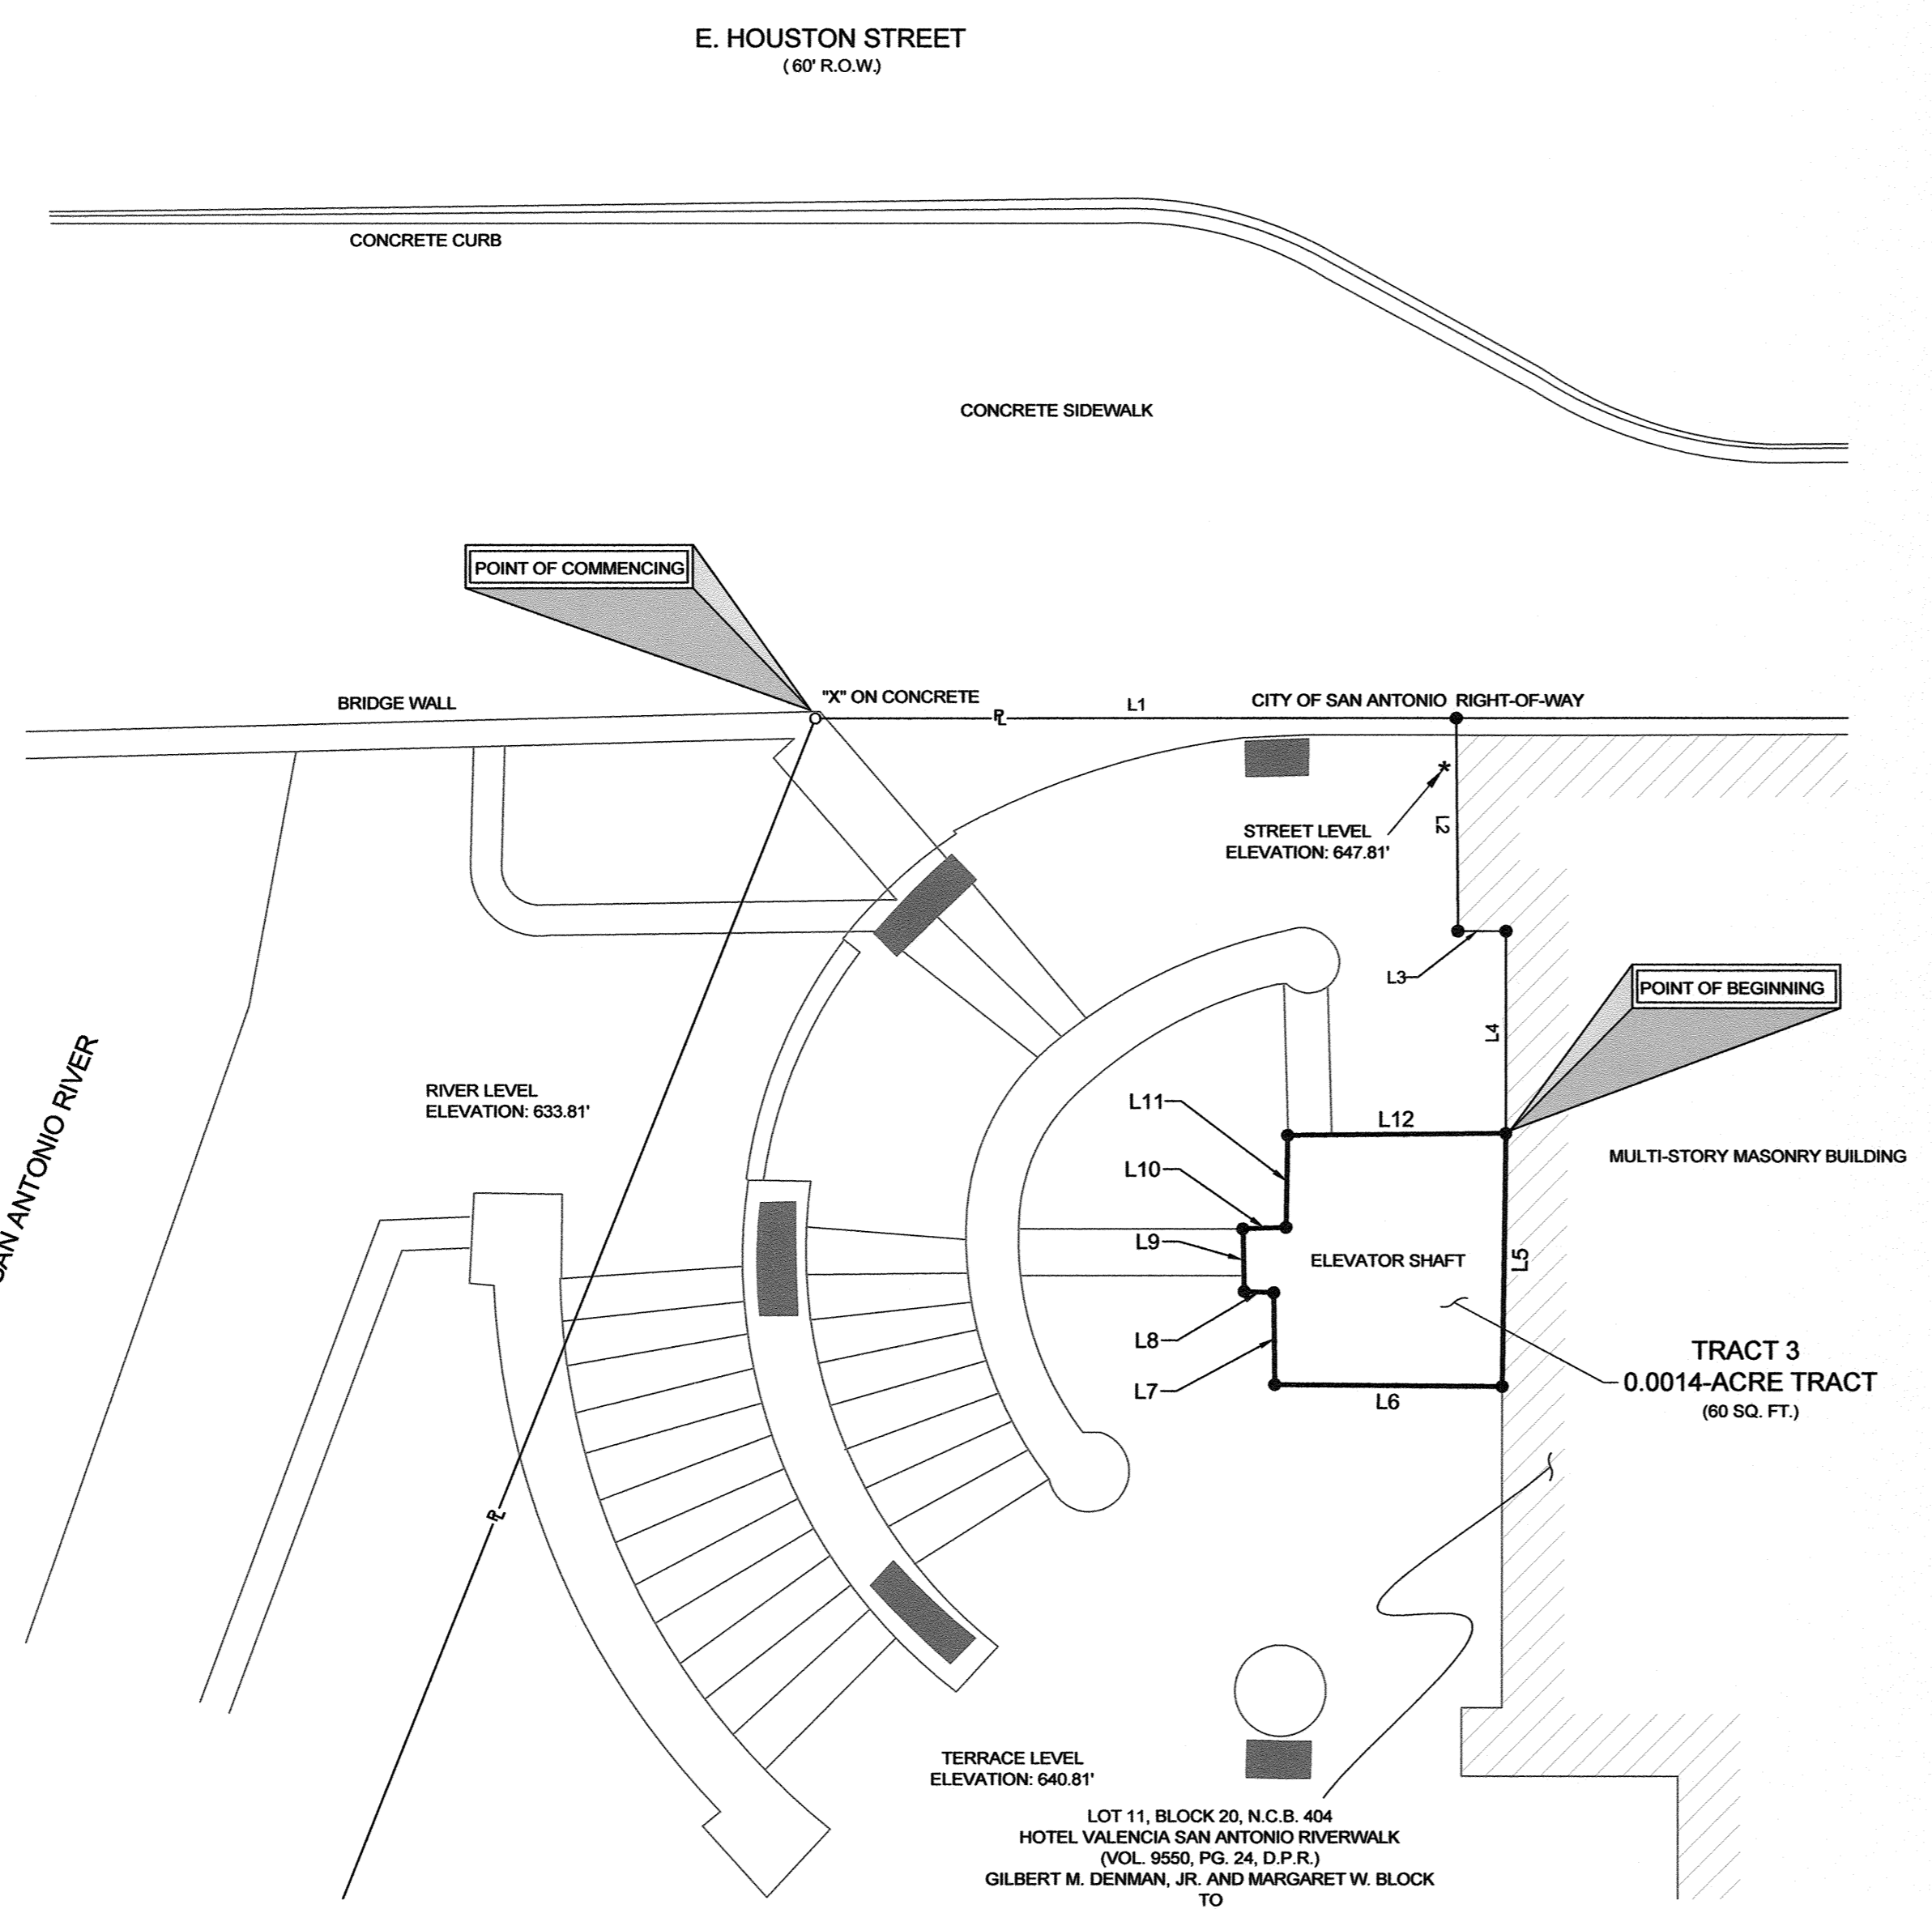 E. HOUSTON STREET
( 60' R.O.W.)
CONCRETE CURB
CONCRETE SIDEWALK
POINT OF COMMENCING
BRIDGE WALL
"X" ON CONCRETE
L1
CITY OF SAN ANTONIO RIGHT-OF-WAY
PL
STREET LEVEL
ELEVATION: 647.81'
L2
L3
POINT OF BEGINNING
L4
SAN ANTONIO RIVER
RIVER LEVEL
ELEVATION: 633.81'
L11
L12
L10
MULTI-STORY MASONRY BUILDING
L9
ELEVATOR SHAFT
L5
L8
L7
L6
TRACT 3
0.0014-ACRE TRACT
(60 SQ. FT.)
PL
TERRACE LEVEL
ELEVATION: 640.81'
LOT 11, BLOCK 20, N.C.B. 404
HOTEL VALENCIA SAN ANTONIO RIVERWALK
(VOL. 9550, PG. 24, D.P.R.)
GILBERT M. DENMAN, JR. AND MARGARET W. BLOCK
TO